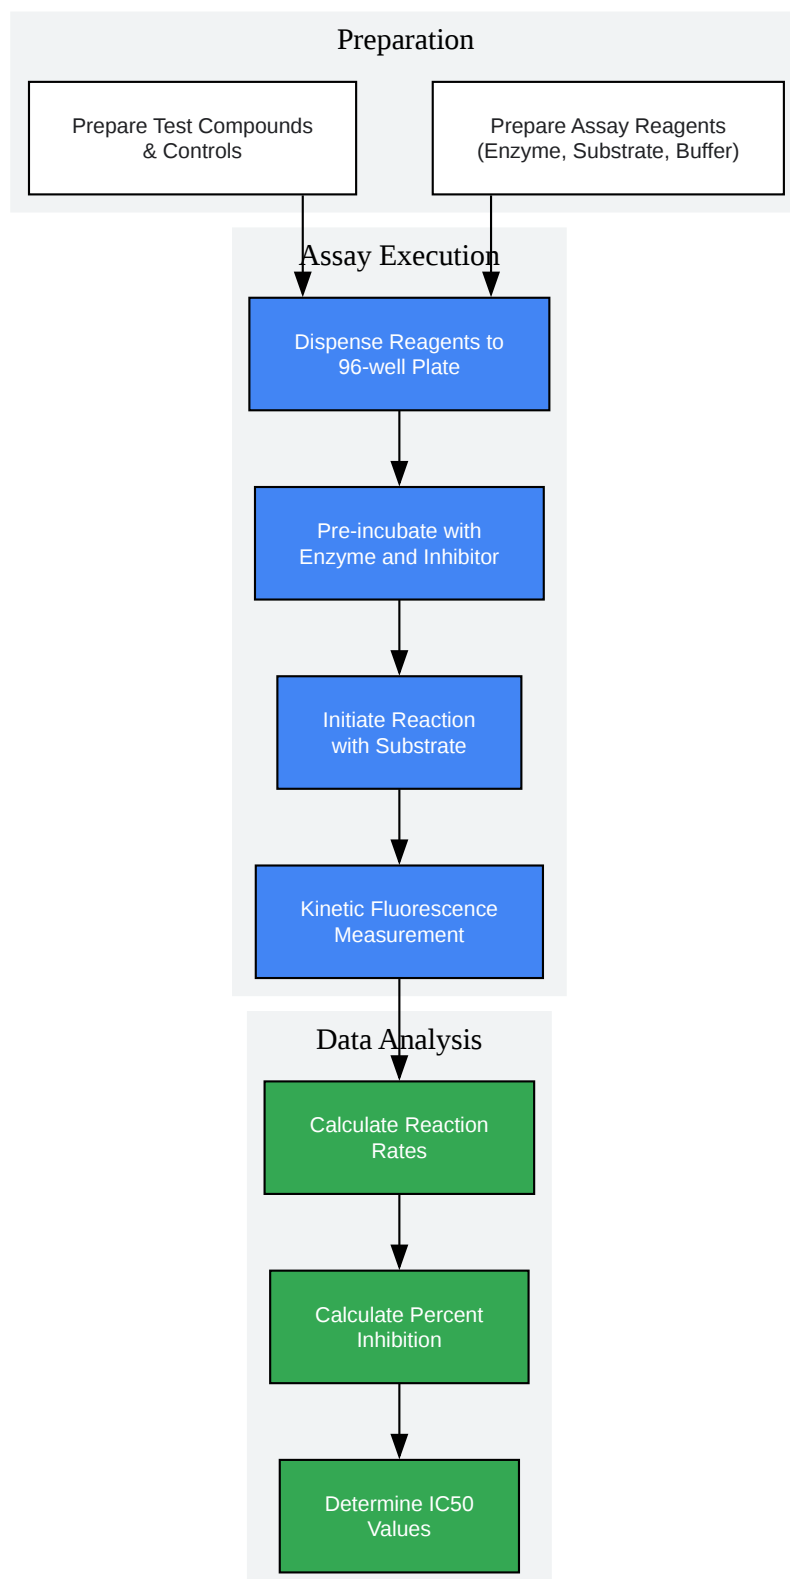 Preparation
Prepare Test Compounds
& Controls
Prepare Assay Reagents
(Enzyme, Substrate, Buffer)
Assay Execution
Dispense Reagents to
96-well Plate
Pre-incubate with
Enzyme and Inhibitor
Initiate Reaction
with Substrate
Kinetic Fluorescence
Measurement
Data Analysis
Calculate Reaction
Rates
Calculate Percent
Inhibition
Determine IC50
Values